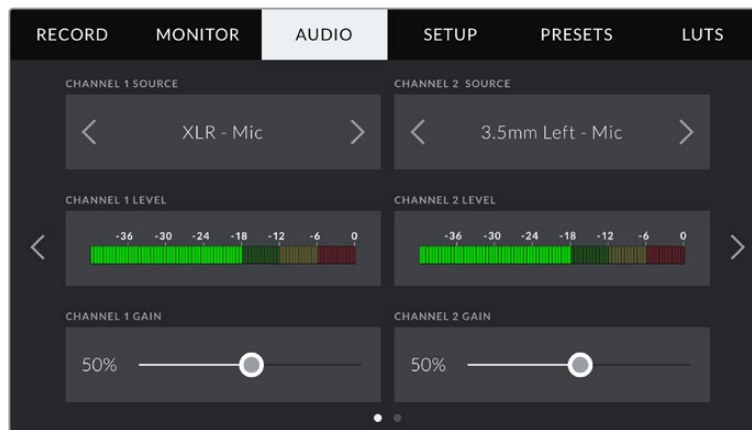 RECORD MONITOR AUDIO SETUP PRESETS LUTS
CHANNEL 1 SOURCE CHANNEL 2 SOURCE
XLR - Mic 3.5mm Left - Mic
CHANNEL 1 LEVEL CHANNEL 2 LEVEL
-36 -30 -24 -18 -12 -6 0 -36 -30 -24 -18 -12 -6 0
CHANNEL 1 GAIN CHANNEL 2 GAIN
50% 50%